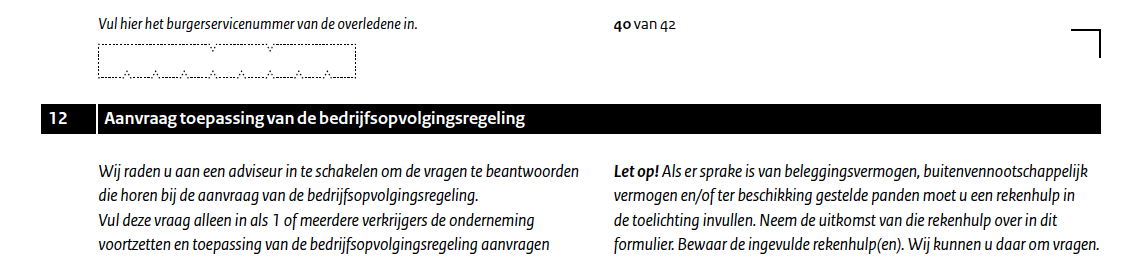 Vul hier het burgerservicenummer van de overledene in.
40 van 42
12 Aanvraag toepassing van de bedrijfsopvolgingsregeling
Wij raden u aan een adviseur in te schakelen om de vragen te beantwoorden
die horen bij de aanvraag van de bedrijfsopvolgingsregeling.
Vul deze vraag alleen in als 1 of meerdere verkrijgers de onderneming
voortzetten en toepassing van de bedrijfsopvolgingsregeling aanvragen
Let op! Als er sprake is van beleggingsvermogen, buitenvennootschappelijk
vermogen en/of ter beschikking gestelde panden moet u een rekenhulp in
de toelichting invullen. Neem de uitkomst van die rekenhulp over in dit
formulier. Bewaar de ingevulde rekenhulp(en). Wij kunnen u daar om vragen.